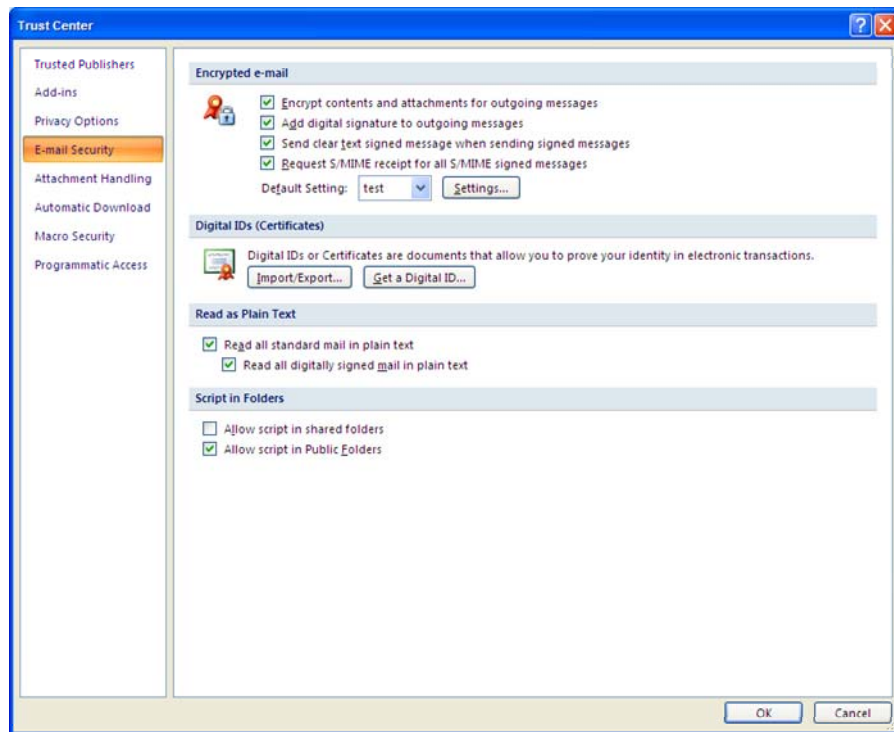 Trust Center
Trusted Publishers
Add-ins
Privacy Options
E-mail Security
Attachment Handling
Automatic Download
Macro Security
Programmatic Access
Encrypted e-mail
Encrypt contents and attachments for outgoing messages
Add digital signature to outgoing messages
Send clear text signed message when sending signed messages
Request S/MIME receipt for all S/MIME signed messages
Default Setting: test Settings...
Digital IDs (Certificates)
Digital IDs or Certificates are documents that allow you to prove your identity in electronic transactions.
Import/Export... Get a Digital ID...
Read as Plain Text
Read all standard mail in plain text
Read all digitally signed mail in plain text
Script in Folders
Allow script in shared folders
Allow script in Public Folders
OK Cancel